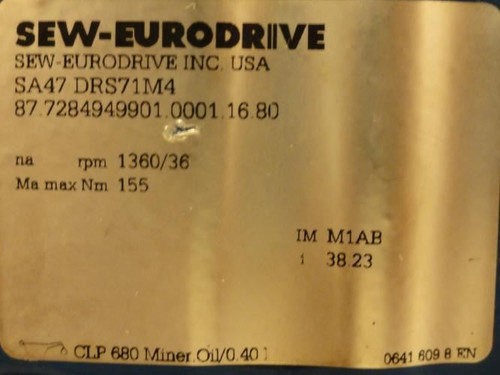 SEW-EURODRIVE
SEW-EURODRIVE INC. USA
SA47 DRS71M4
87.7284949901.0001.16.80
na rpm 1360/36
Ma max Nm 155
IM M1AB
i 38.23
CLP 680 Miner.Oil/0.40 l
0641 609 8 EN